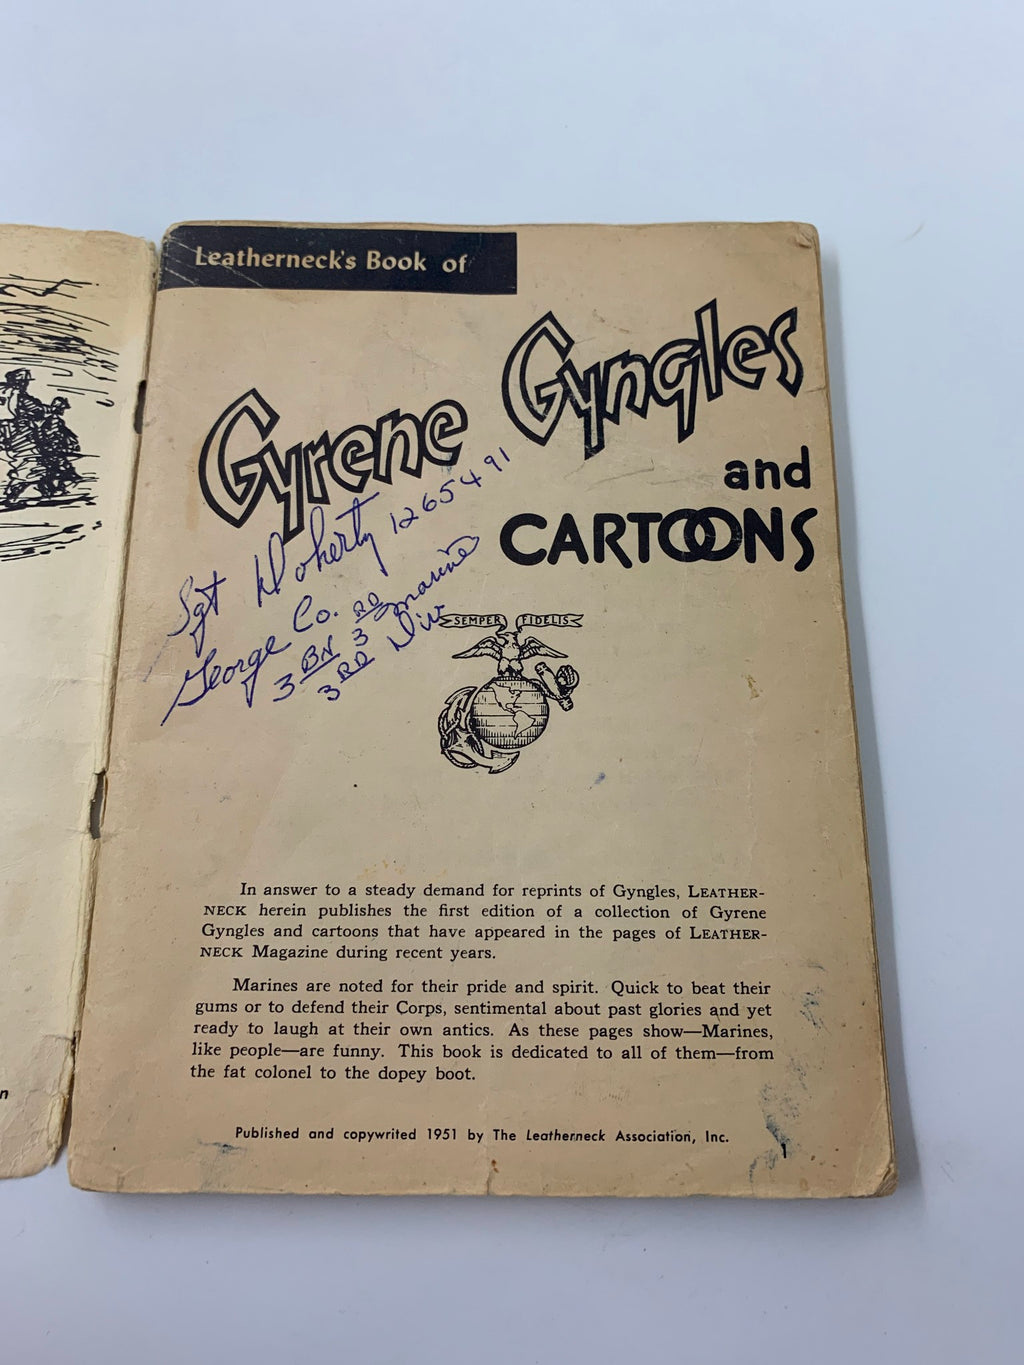 Leatherneck's Book of
Gyrene Gyngles
and
CARTOONS
Sgt Doherty 1265491
George Co.
3 BN 3 RD marine
3 RD Div
SEMPER FIDELIS
In answer to a steady demand for reprints of Gyngles, LEATHER-
NECK herein publishes the first edition of a collection of Gyrene
Gyngles and cartoons that have appeared in the pages of LEATHER-
NECK Magazine during recent years.
Marines are noted for their pride and spirit. Quick to beat their
gums or to defend their Corps, sentimental about past glories and yet
ready to laugh at their own antics. As these pages show—Marines,
like people—are funny. This book is dedicated to all of them—from
the fat colonel to the dopey boot.
Published and copywrited 1951 by The Leatherneck Association, Inc.
1
n